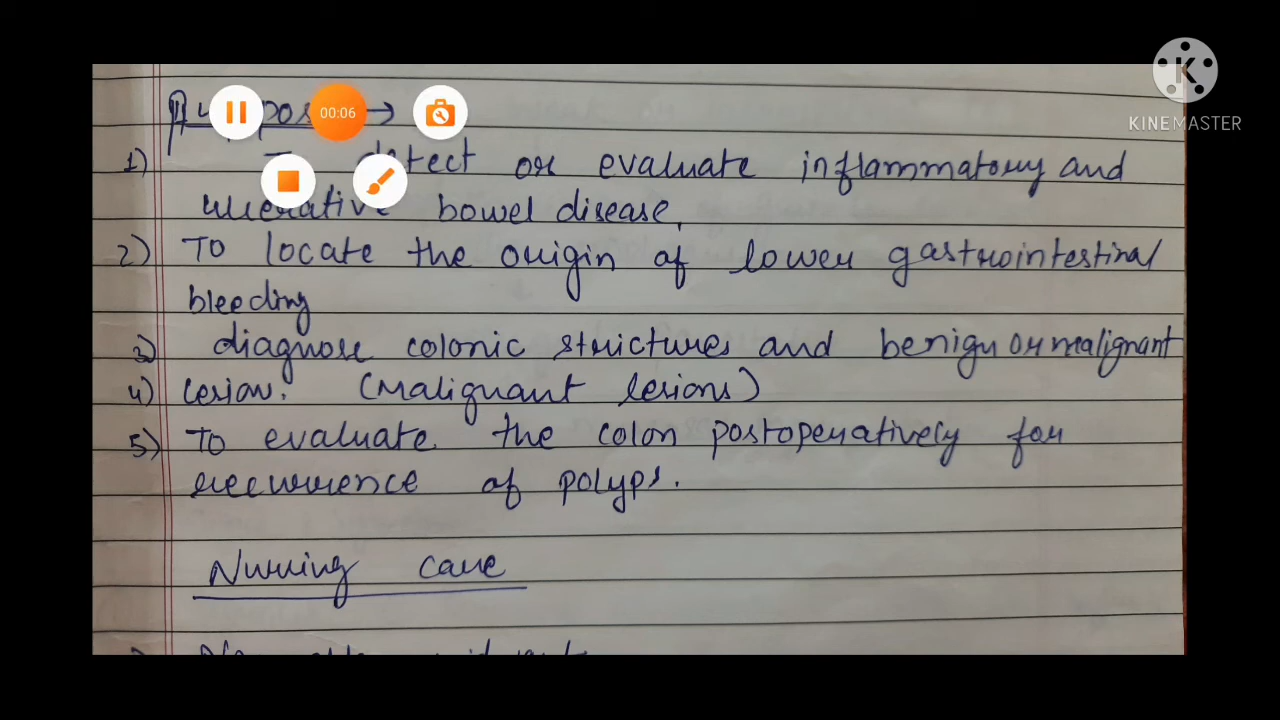 →
00:06
KINEMASTER
1) detect or evaluate inflammatory and
ulcerative bowel disease.
2) To locate the origin of lower gastrointestinal
bleeding
3) diagnose colonic strictures and benign or malignant
4) lesion. (Malignant lesions)
5) To evaluate the colon postoperatively for
recurrence of polyps.
Nursing care